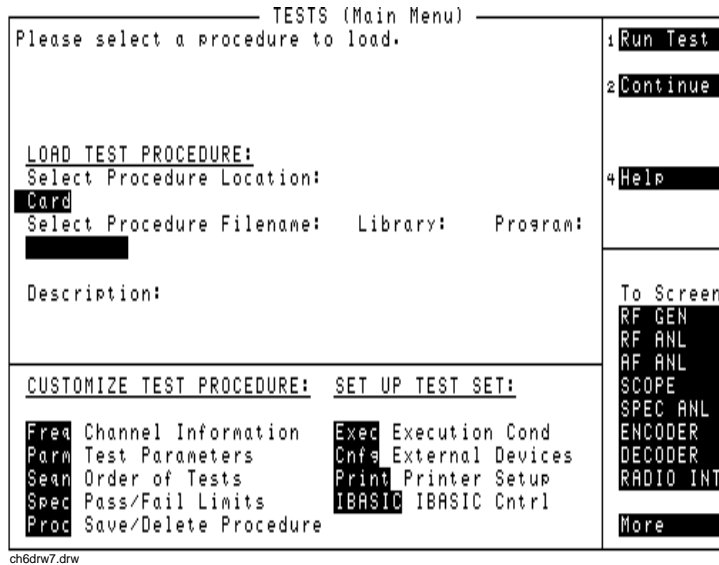 TESTS (Main Menu)
Please select a procedure to load.
LOAD TEST PROCEDURE:
Select Procedure Location:
Card
Select Procedure Filename: Library: Program:
Description:
CUSTOMIZE TEST PROCEDURE:
Freq Channel Information
Parm Test Parameters
Seqn Order of Tests
Spec Pass/Fail Limits
Proc Save/Delete Procedure
SET UP TEST SET:
Exec Execution Cond
Cnfg External Devices
Print Printer Setup
IBASIC IBASIC Cntrl
1 Run Test
2 Continue
4 Help
To Screen
RF GEN
RF ANL
AF ANL
SCOPE
SPEC ANL
ENCODER
DECODER
RADIO INT
More
ch6drw7.drw